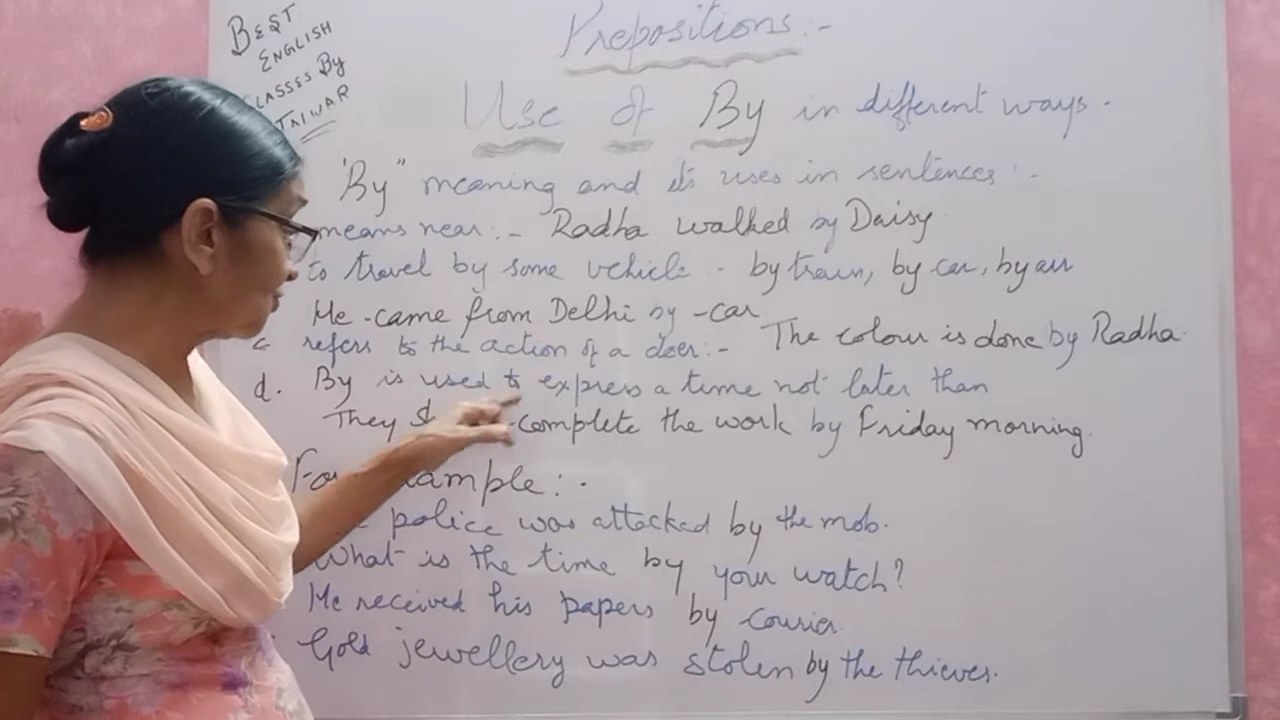 BEST
ENGLISH
CLASSES By
TAIWAR
Prepositions :-
Use of By in different ways .
'By" meaning and its uses in sentences :-
means near :- Radha walked by Daisy
to travel by some vehicle - by train, by car, by air
He came from Delhi by -car
c refers to the action of a doer :- The colour is done by Radha.
d. By is used to express a time not later than
They complete the work by Friday morning.
For example :.
police was attacked by the mob.
What is the time by your watch?
He received his papers by courier.
Gold jewellery was stolen by the thieves.